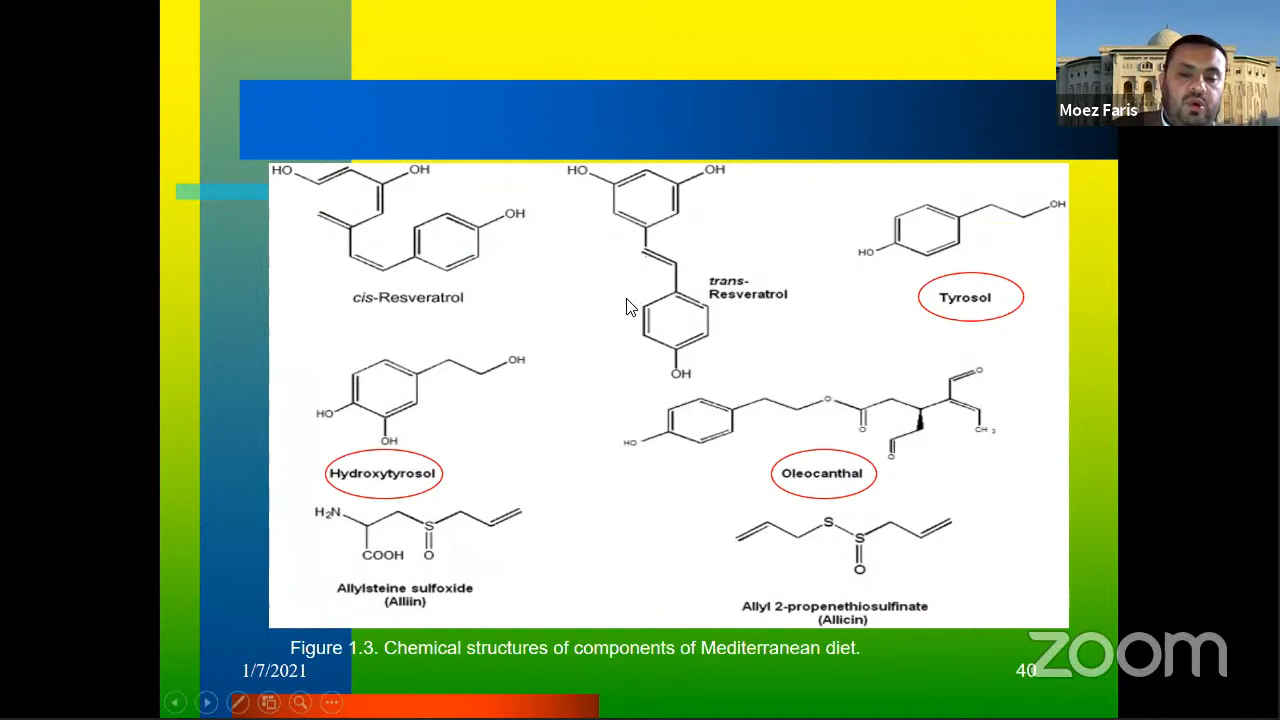 Moez Faris
HO
OH
OH
cis-Resveratrol
HO
OH
trans-
Resveratrol
OH
OH
HO
Tyrosol
OH
HO
OH
Hydroxytyrosol
HO
O
O
O
O
CH 3
Oleocanthal
H2N
S
COOH
O
Allylsteine sulfoxide
(Alliin)
S
S
O
Allyl 2-propenethiosulfinate
(Allicin)
Figure 1.3. Chemical structures of components of Mediterranean diet.
1/7/2021
40
zoom